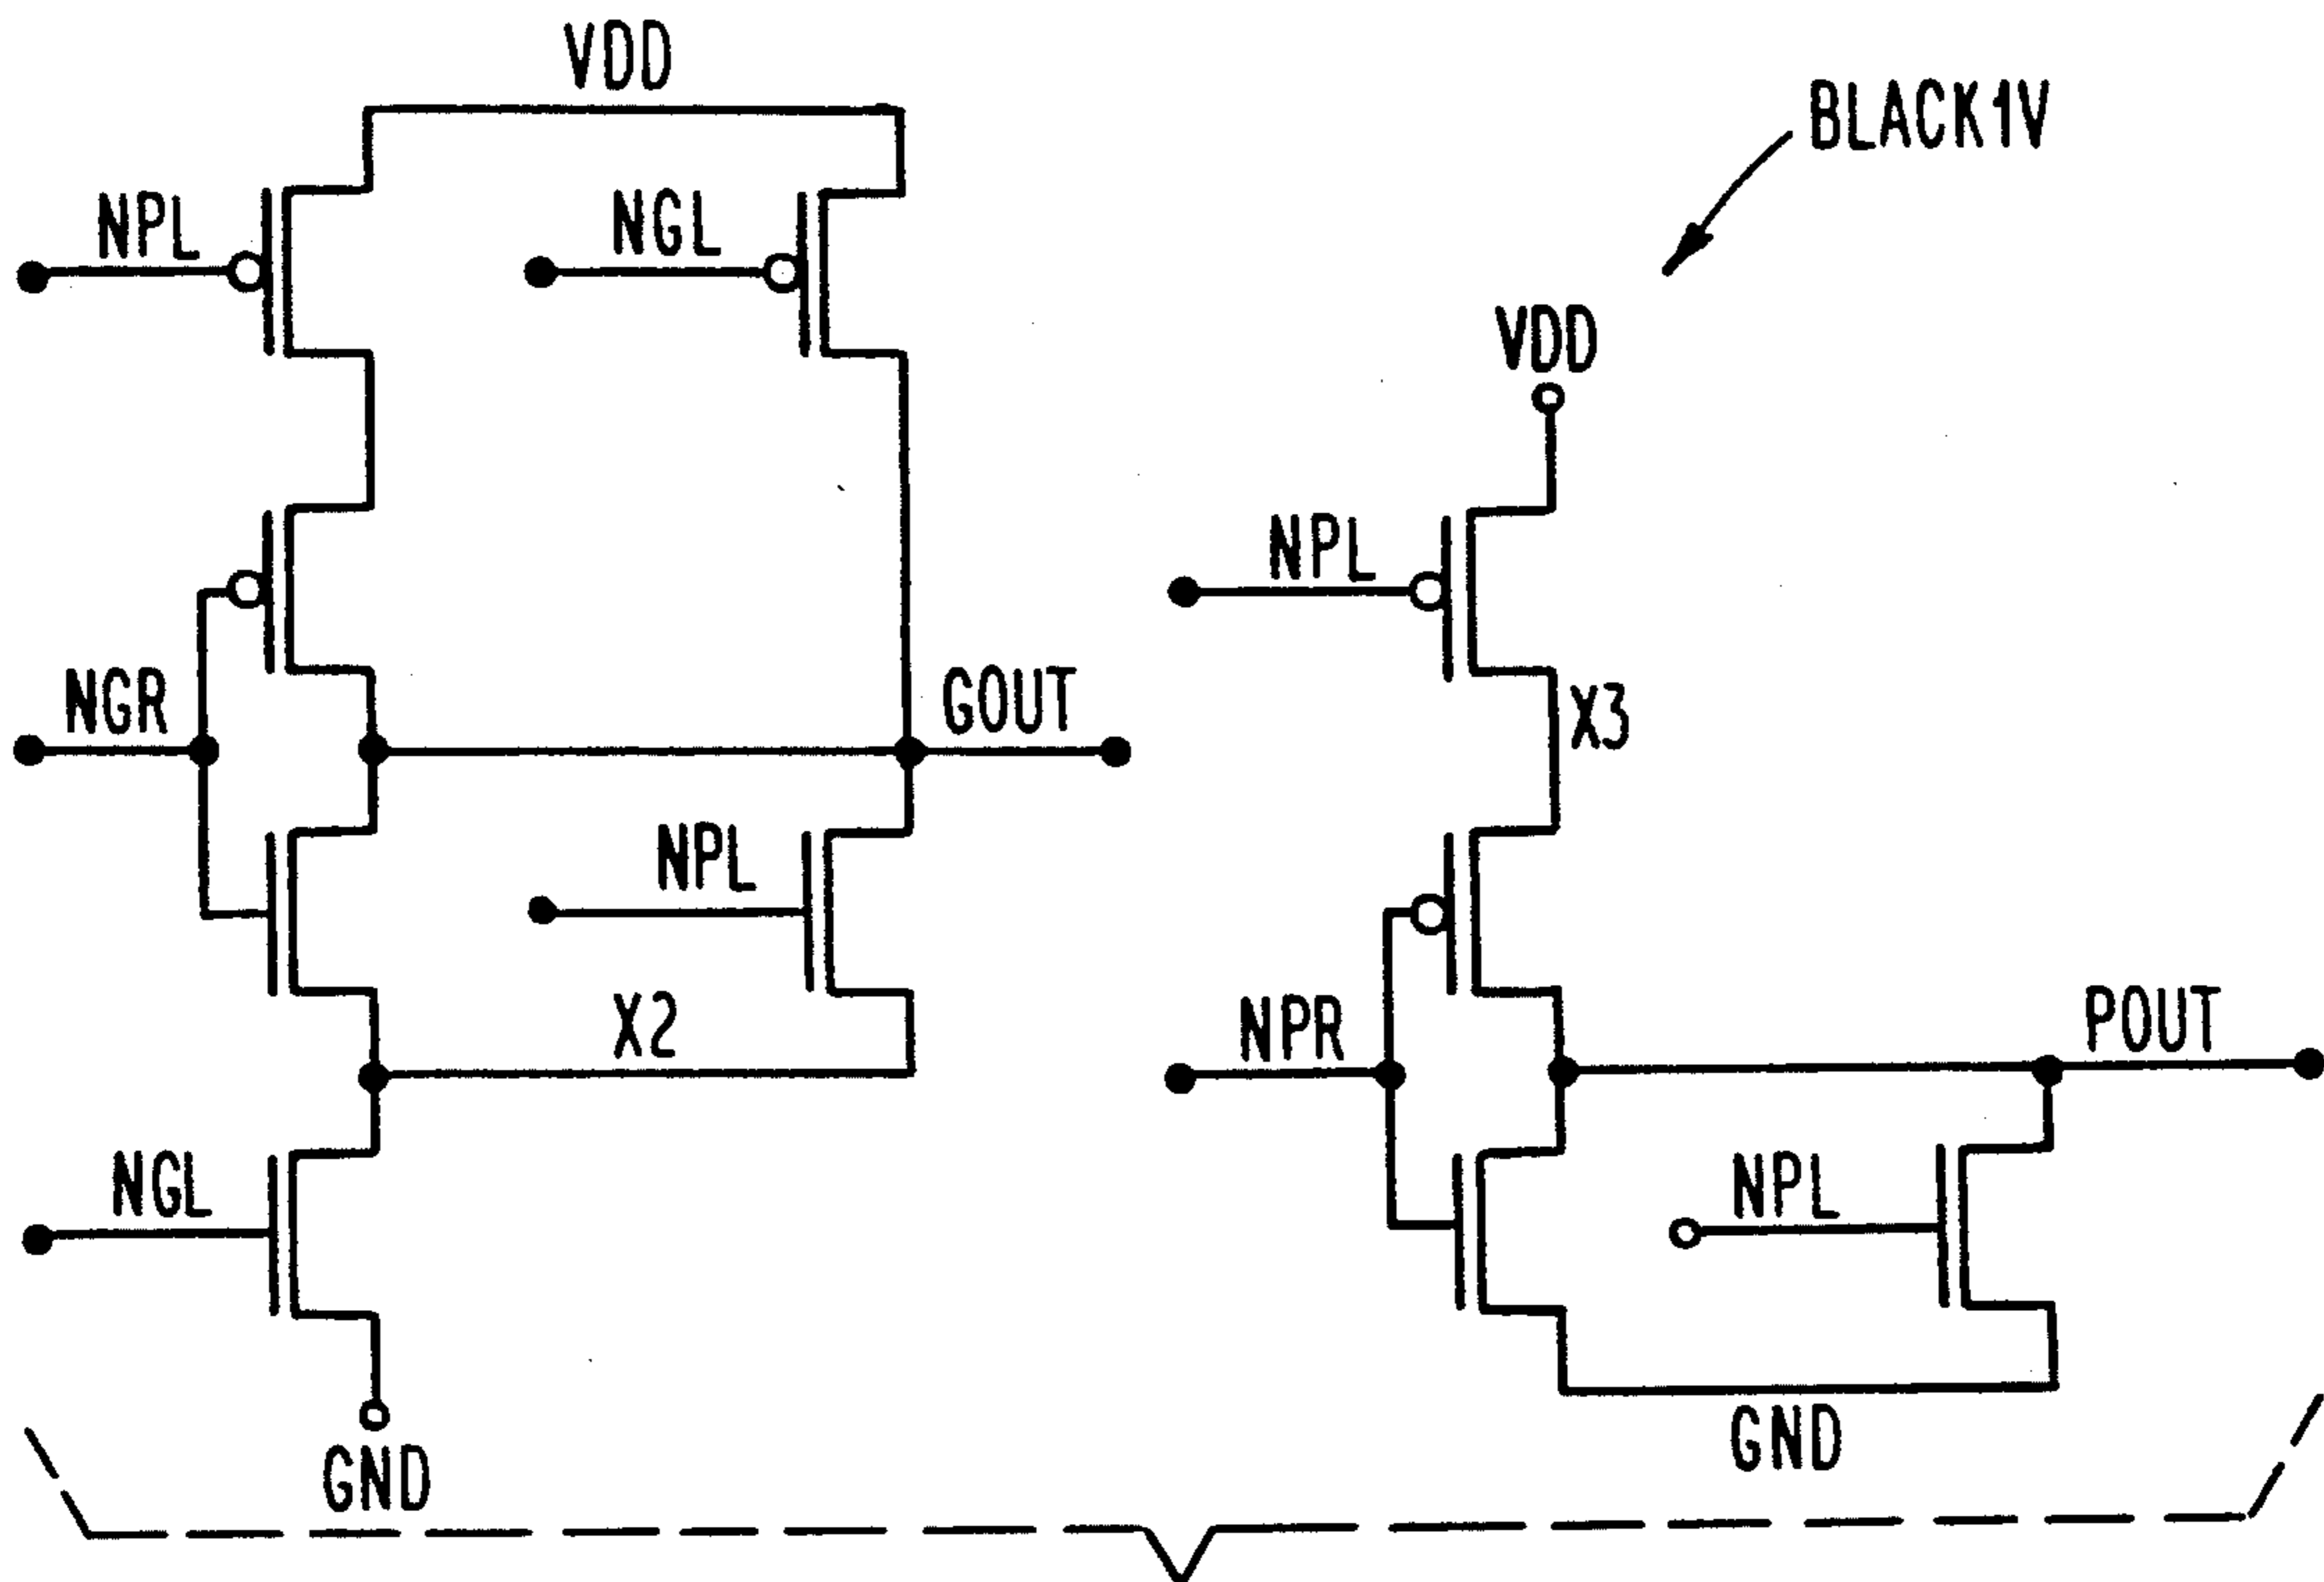 VDD
BLACK1V
NPL
NGL
VDD
NPL
NGR
GOUT
X3
NPL
X2
NPR
POUT
NGL
NPL
GND
GND